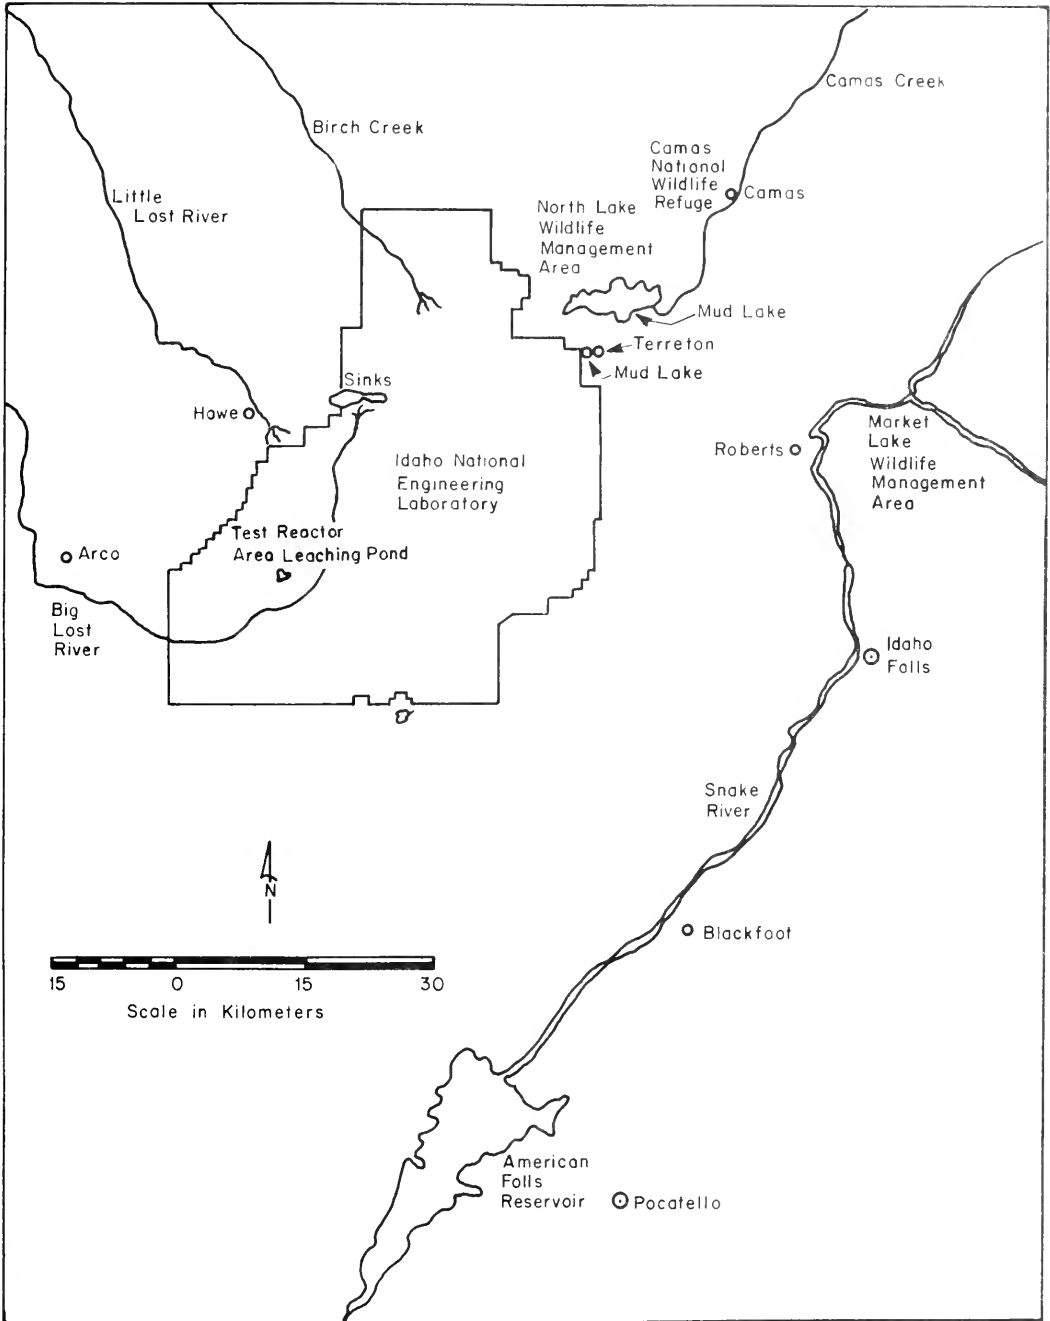 Camas Creek
Birch Creek
Camas
National
Wildlife
Refuge
Camas
Little
Lost River
North Lake
Wildlife
Management
Area
Mud Lake
Terreton
Mud Lake
Sinks
Howe
Market
Lake
Wildlife
Management
Area
Roberts
Idaho National
Engineering
Laboratory
Test Reactor
Area Leaching Pond
Arco
Big
Lost
River
Idaho
Falls
Snake
River
N
Blackfoot
15 0 15 30
Scale in Kilometers
American
Falls
Reservoir
Pocatello